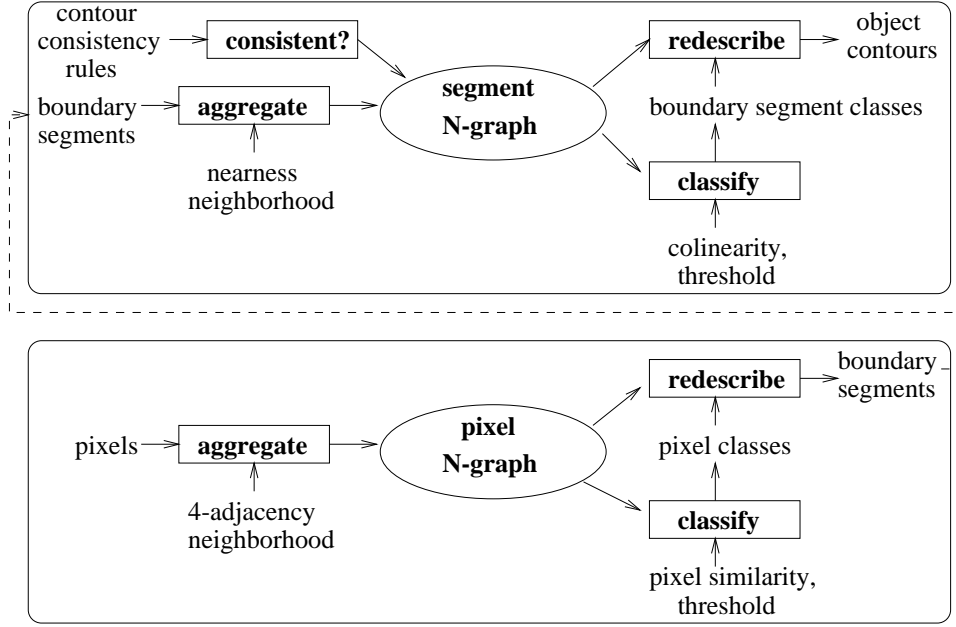 contour
consistency
rules
consistent?
boundary
segments
aggregate
nearness
neighborhood
segment
N-graph
redescribe
object
contours
boundary segment classes
classify
colinearity,
threshold
pixels
aggregate
4-adjacency
neighborhood
pixel
N-graph
redescribe
boundary
segments
pixel classes
classify
pixel similarity,
threshold